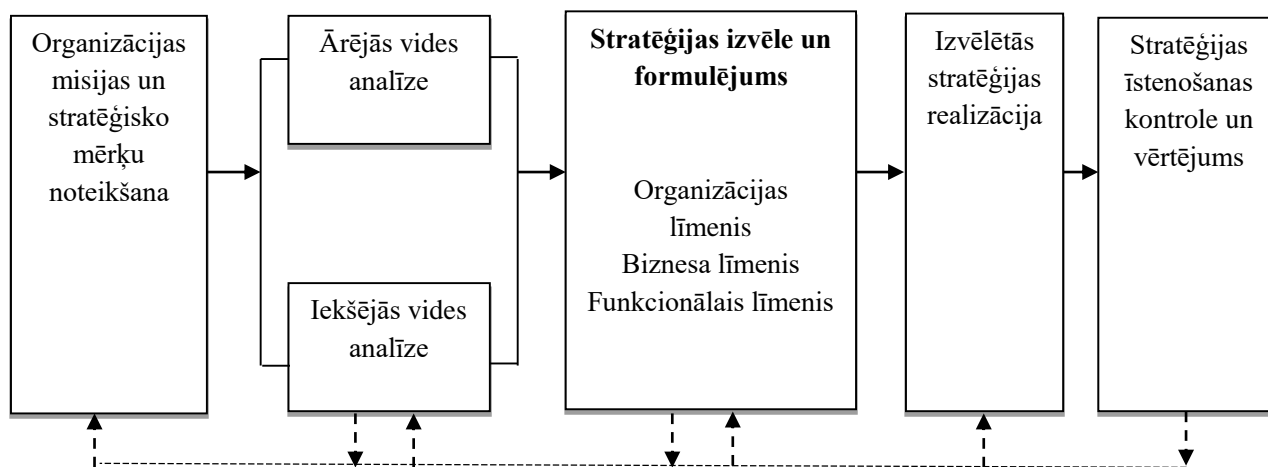 Organizācijas
misijas un
stratēģisko
mērķu
noteikšana
Ārējās vides
analīze
Iekšējās vides
analīze
Stratēģijas izvēle un
formulējums
Organizācijas
līmenis
Biznesa līmenis
Funkcionālais līmenis
Izvēlētās
stratēģijas
realizācija
Stratēģijas
īstenošanas
kontrole un
vērtējums